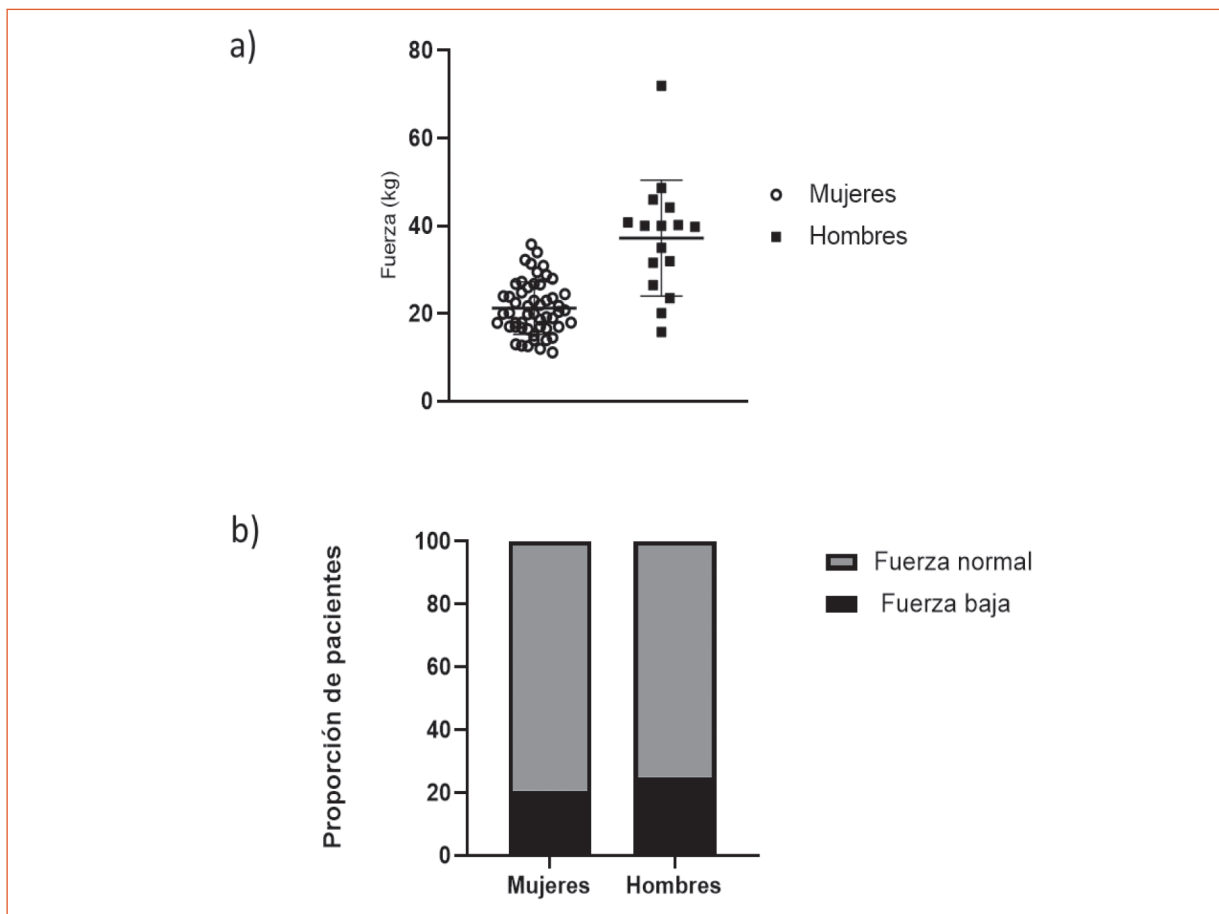 a)
80
60
40
20
0
Fuerza (kg)
Mujeres
Hombres
b)
100
80
60
40
20
0
Proporción de pacientes
Mujeres
Hombres
Fuerza normal
Fuerza baja